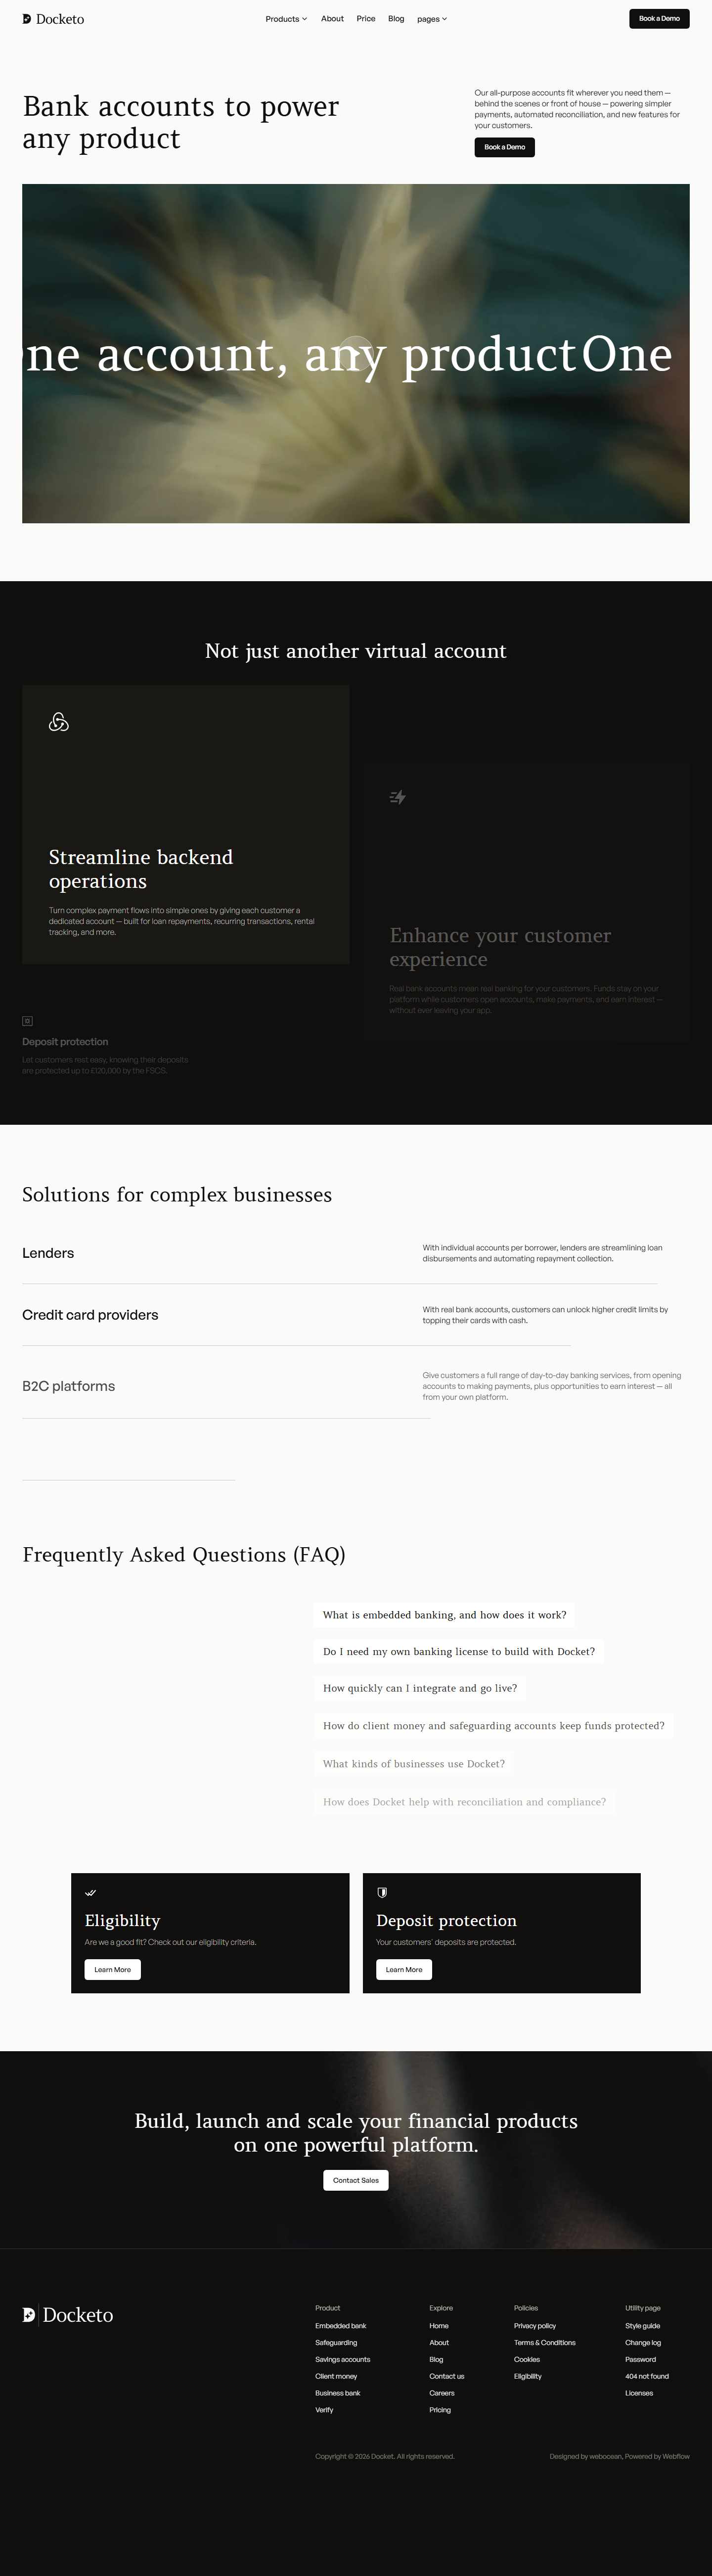 Docketo
Products
About
Price
Blog
pages
Book a Demo
Bank accounts to power
any product
Our all-purpose accounts fit wherever you need them —
behind the scenes or front of house — powering simpler
payments, automated reconciliation, and new features for
your customers.
Book a Demo
One account, any product One
Not just another virtual account
Streamline backend
operations
Turn complex payment flows into simple ones by giving each customer a
dedicated account — built for loan repayments, recurring transactions, rental
tracking, and more.
Enhance your customer
experience
Real bank accounts mean real banking for your customers. Funds stay on your
platform while customers open accounts, make payments, and earn interest —
without ever leaving your app.
Deposit protection
Let customers rest easy, knowing their deposits
are protected up to £120,000 by the FSCS.
Solutions for complex businesses
Lenders
With individual accounts per borrower, lenders are streamlining loan
disbursements and automating repayment collection.
Credit card providers
With real bank accounts, customers can unlock higher credit limits by
topping their cards with cash.
B2C platforms
Give customers a full range of day-to-day banking services, from opening
accounts to making payments, plus opportunities to earn interest — all
from your own platform.
Frequently Asked Questions (FAQ)
What is embedded banking, and how does it work?
Do I need my own banking license to build with Docket?
How quickly can I integrate and go live?
How do client money and safeguarding accounts keep funds protected?
What kinds of businesses use Docket?
How does Docket help with reconciliation and compliance?
Eligibility
Are we a good fit? Check out our eligibility criteria.
Learn More
Deposit protection
Your customers' deposits are protected.
Learn More
Build, launch and scale your financial products
on one powerful platform.
Contact Sales
Docketo
Product
Embedded bank
Safeguarding
Savings accounts
Client money
Business bank
Verify
Explore
Home
About
Blog
Contact us
Careers
Pricing
Policies
Privacy policy
Terms & Conditions
Cookies
Eligibility
Utility page
Style guide
Change log
Password
404 not found
Licenses
Copyright © 2026 Docket. All rights reserved.
Designed by webocean, Powered by Webflow